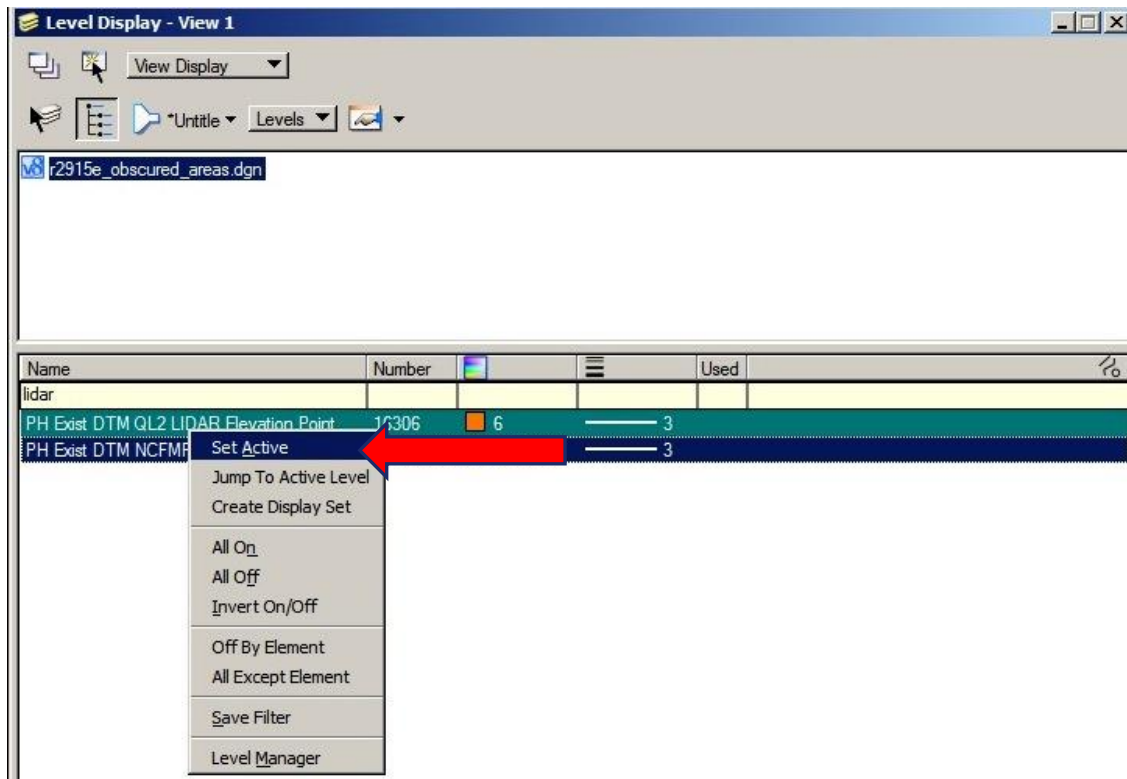 Level Display - View 1
View Display
*Untitle Levels
v8 r2915e_obscured_areas.dgn
Name Number Used
lidar
PH Exist DTM QL2 LIDAR Elevation Point 16306 6 3
PH Exist DTM NCFMP 3
Set Active
Jump To Active Level
Create Display Set
All On
All Off
Invert On/Off
Off By Element
All Except Element
Save Filter
Level Manager